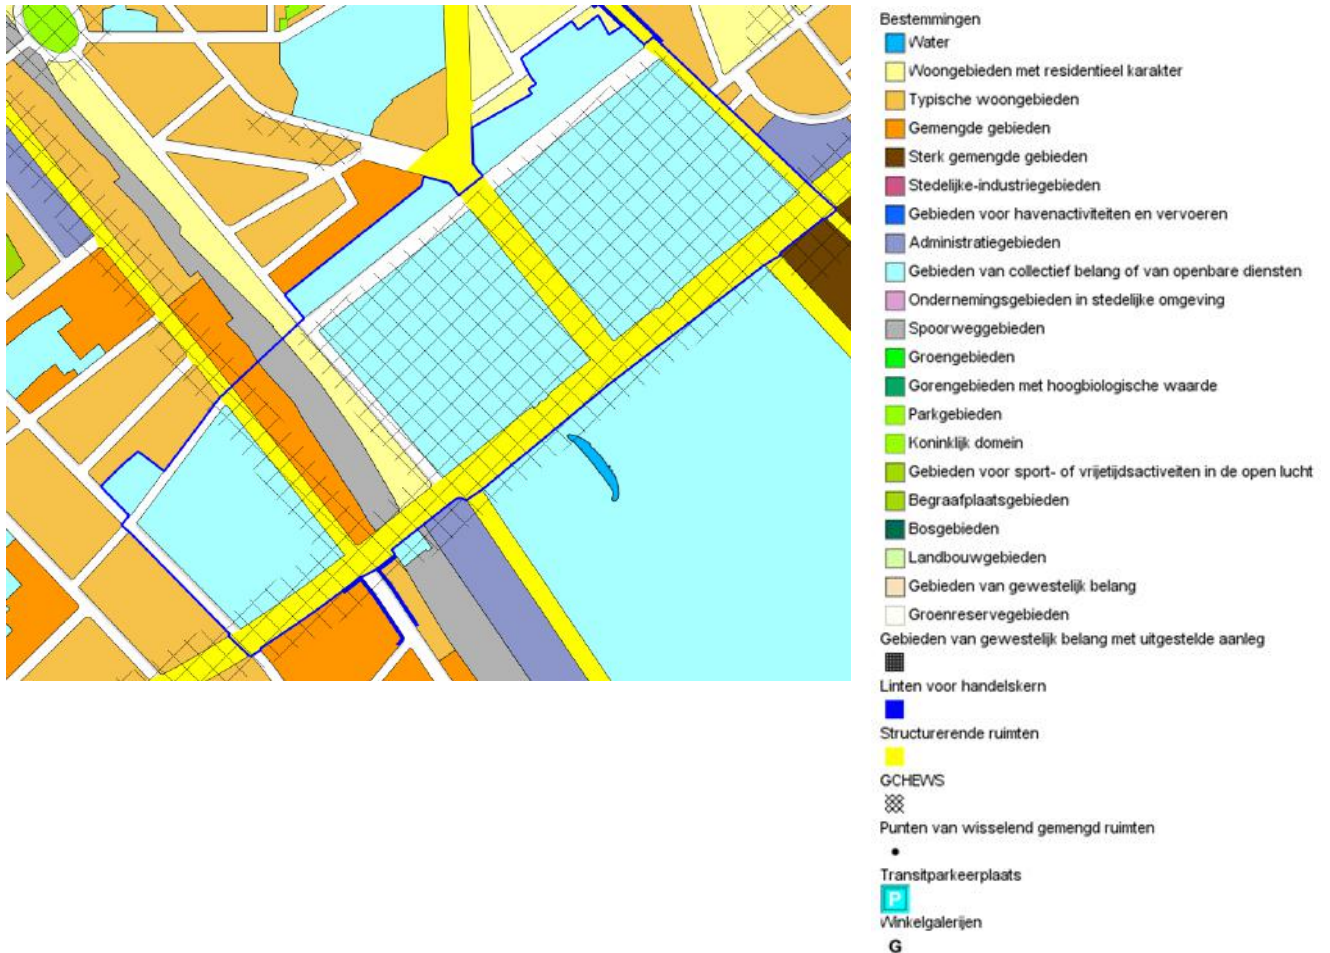 Bestemmingen
Water
Woongebieden met residentieel karakter
Typische woongebieden
Gemengde gebieden
Sterk gemengde gebieden
Stedelijke-industriegebieden
Gebieden voor havenactiviteiten en vervoeren
Administratiegebieden
Gebieden van collectief belang of van openbare diensten
Ondernemingsgebieden in stedelijke omgeving
Spoorweggebieden
Groengebieden
Gorengebieden met hoogbiologische waarde
Parkgebieden
Koninklijk domein
Gebieden voor sport- of vrijetijdsactiveiten in de open lucht
Begraafplaatsgebieden
Bosgebieden
Landbouwgebieden
Gebieden van gewestelijk belang
Groenreservegebieden
Gebieden van gewestelijk belang met uitgestelde aanleg
Linten voor handelskern
Structurerende ruimten
GCHEWS
Punten van wisselend gemengd ruimten
Transitparkeerplaats
P
Winkelgalerijen
G